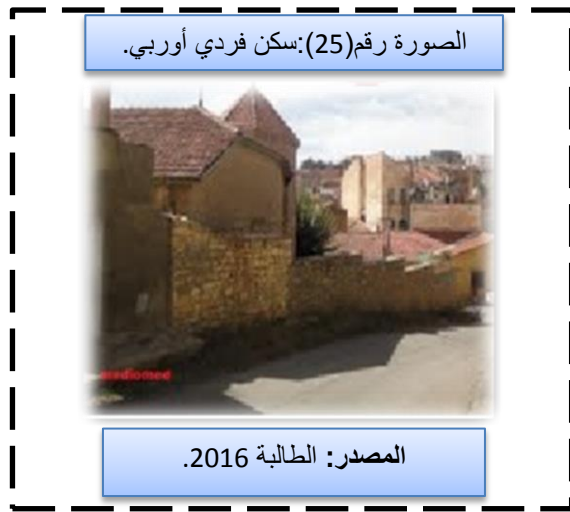 الصورة رقم(25):سكن فردي أوربي.
المصدر: الطالبة 2016.